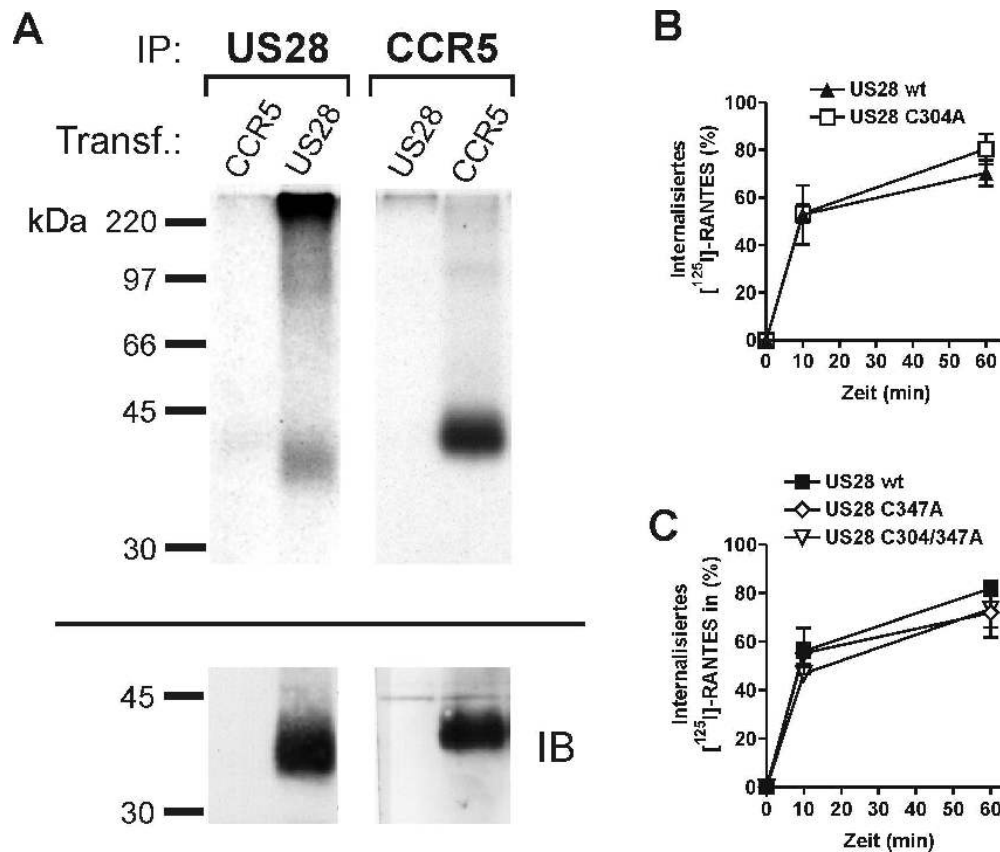 A
IP: US28 CCR5
Transf.: CCR5 US28 US28 CCR5
kDa
220
97
66
45
30
45
30
IB
B
US28 wt
US28 C304A
Internalisiertes
[¹²⁵I]-RANTES (%)
100
80
60
40
20
0
0 10 20 30 40 50 60
Zeit (min)
C
US28 wt
US28 C347A
US28 C304/347A
Internalisiertes
[¹²⁵I]-RANTES in (%)
100
80
60
40
20
0
0 10 20 30 40 50 60
Zeit (min)